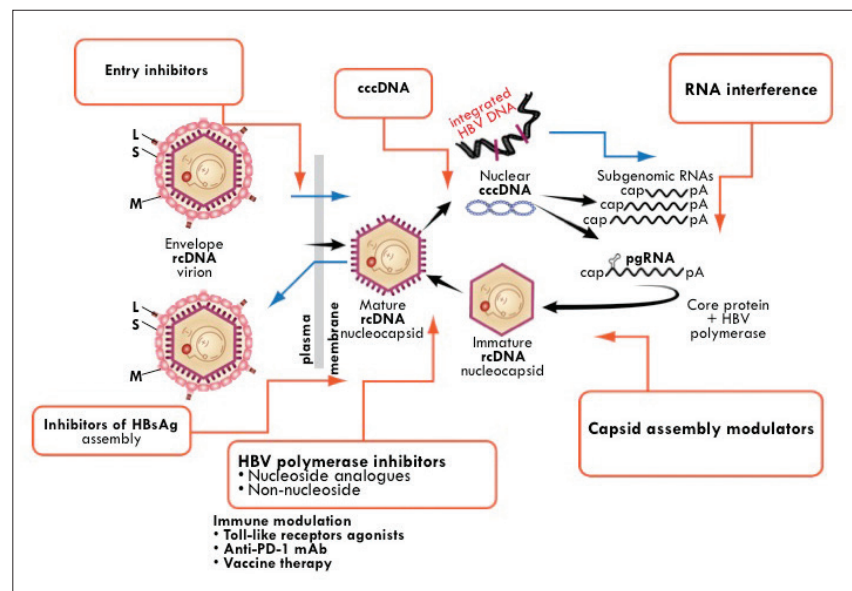 Entry inhibitors
cccDNA
integrated
HBV DNA
RNA interference
L
S
M
Nuclear
cccDNA
Subgenomic RNAs
cap pA
cap pA
cap pA
Envelope
rcDNA
virion
plasma
membrane
Mature
rcDNA
nucleocapsid
pgRNA
cap pA
Core protein
+ HBV
polymerase
Immature
rcDNA
nucleocapsid
L
S
M
Inhibitors of HBsAg
assembly
HBV polymerase inhibitors
• Nucleoside analogues
• Non-nucleoside
Capsid assembly modulators
Immune modulation
• Toll-like receptors agonists
• Anti-PD-1 mAb
• Vaccine therapy